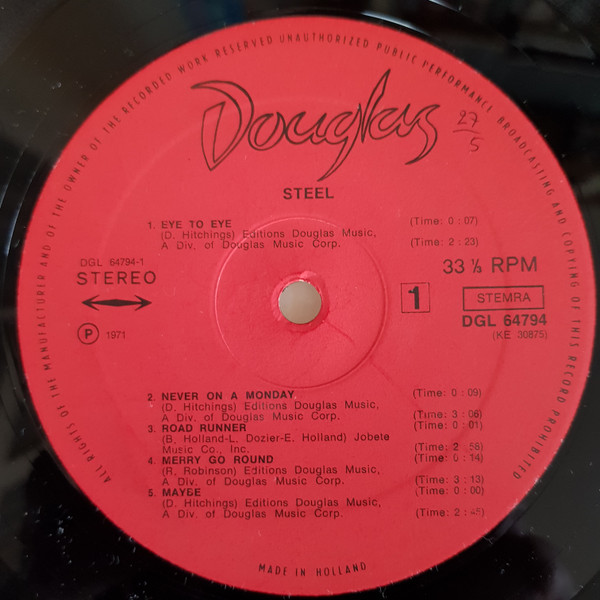 ALL RIGHTS OF THE MANUFACTURER AND OF THE OWNER OF THE RECORDED WORK RESERVED UNAUTHORIZED PUBLIC PERFORMANCE BROADCASTING AND COPYING OF THIS RECORD PROHIBITED
Douglas
27
5
STEEL
1. EYE TO EYE (Time: 0 : 07)
(D. Hitchings) Editions Douglas Music,
A Div. of Douglas Music Corp. (Time: 2 : 23)
DGL 64794-1
STEREO
33 ⅓ RPM
1
STEMRA
DGL 64794
(KE 30875)
Ⓟ 1971
2. NEVER ON A MONDAY (Time: 0 : 09)
(D. Hitchings) Editions Douglas Music,
A Div. of Douglas Music Corp. (Time: 3 : 06)
3. ROAD RUNNER (Time: 0 : 01)
(B, Holland-L. Dozier-E. Holland) Jobele
Music Co., Inc. (Time: 2 : 58)
4. MERRY GO ROUND (Time: 0 : 14)
(R, Robinson) Editions Douglas Music,
A Div. of Douglas Music Corp. (Time: 3 : 13)
5. MAYBE (Time: 0 : 00)
(D. Hitchings) Editions Douglas Music,
A Div. of Douglas Music Corp. (Time: 2 : 48)
MADE IN HOLLAND